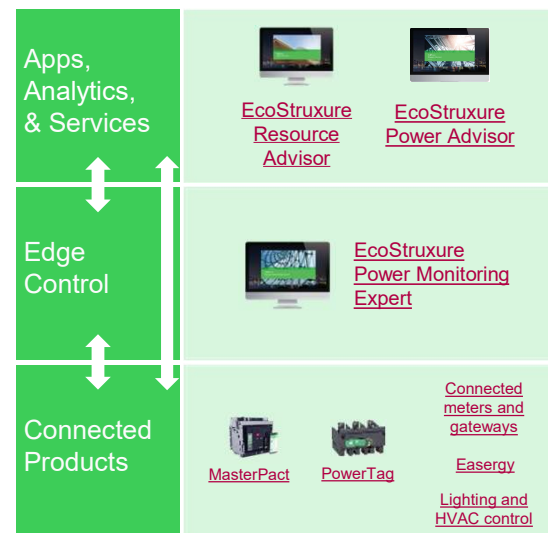 Apps,
Analytics,
& Services
EcoStruxure
Resource
Advisor
EcoStruxure
Power Advisor
Edge
Control
EcoStruxure
Power Monitoring
Expert
Connected
Products
MasterPact
PowerTag
Connected
meters and
gateways
Easergy
Lighting and
HVAC control